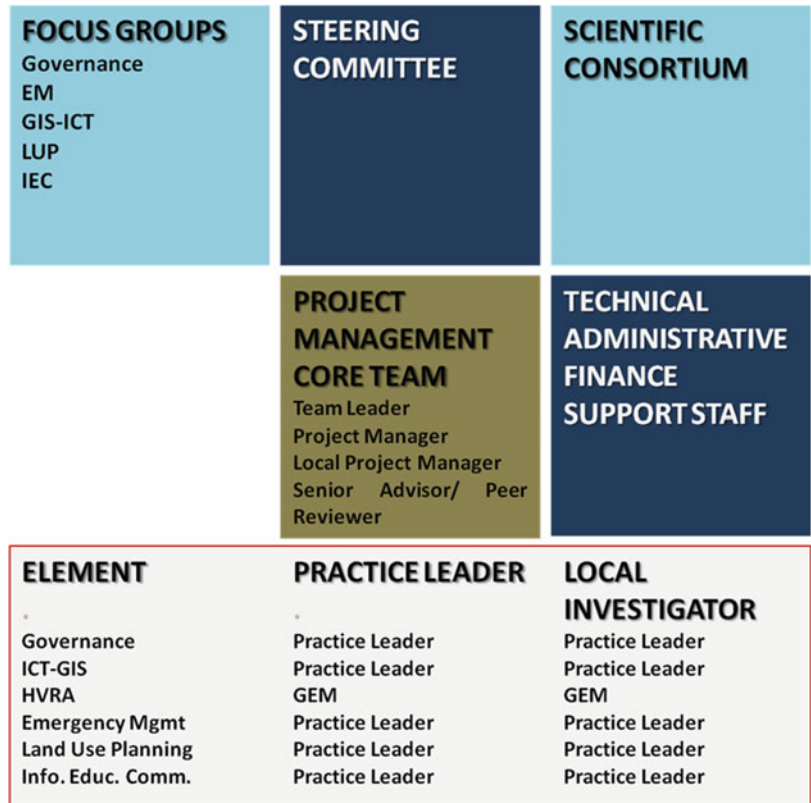 FOCUS GROUPS
Governance
EM
GIS-ICT
LUP
IEC
STEERING
COMMITTEE
SCIENTIFIC
CONSORTIUM
PROJECT
MANAGEMENT
CORE TEAM
Team Leader
Project Manager
Local Project Manager
Senior Advisor/ Peer
Reviewer
TECHNICAL
ADMINISTRATIVE
FINANCE
SUPPORT STAFF
ELEMENT
.
Governance
ICT-GIS
HVRA
Emergency Mgmt
Land Use Planning
Info. Educ. Comm.
PRACTICE LEADER
.
Practice Leader
Practice Leader
GEM
Practice Leader
Practice Leader
Practice Leader
LOCAL
INVESTIGATOR
Practice Leader
Practice Leader
GEM
Practice Leader
Practice Leader
Practice Leader